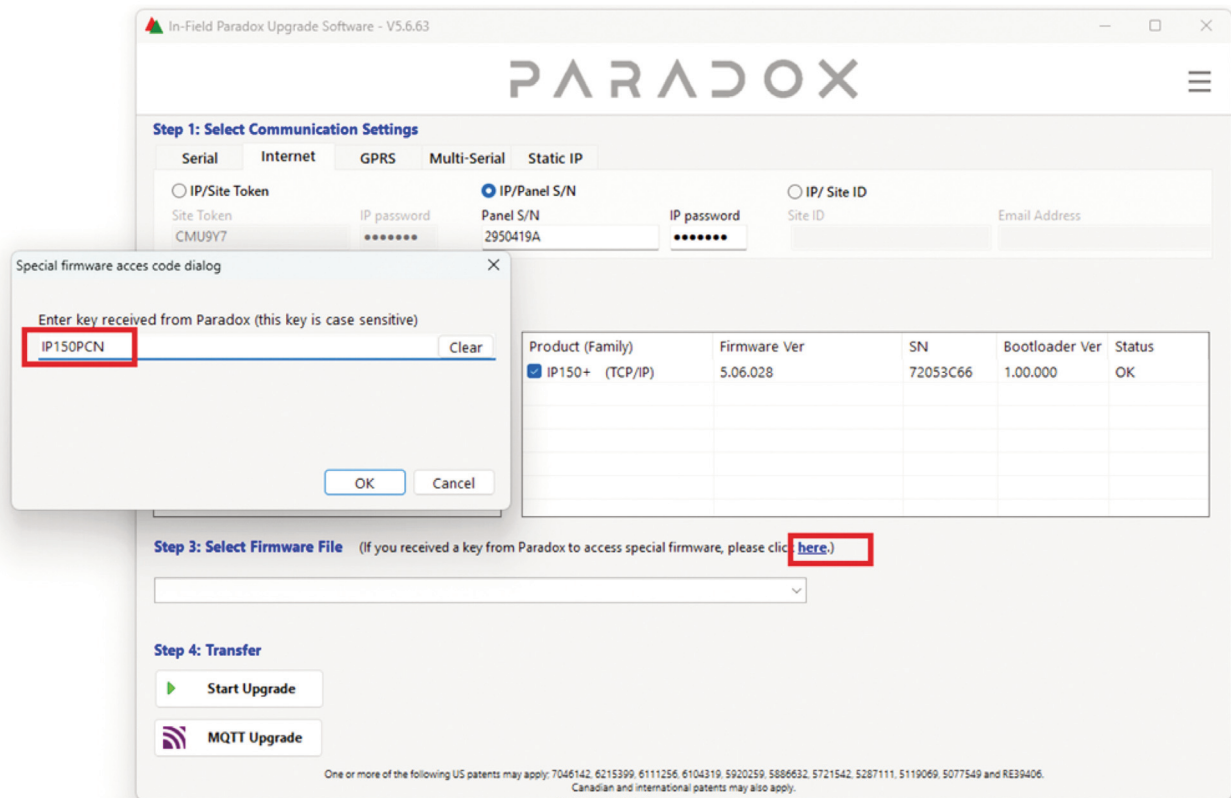 In-Field Paradox Upgrade Software - V5.6.63
PARADOX
Step 1: Select Communication Settings
Serial Internet GPRS Multi-Serial Static IP
IP/Site Token IP/Panel S/N IP/ Site ID
Site Token IP password Panel S/N IP password Site ID Email Address
CMU9Y7 ●●●●●●● 2950419A ●●●●●●●
Special firmware acces code dialog
Enter key received from Paradox (this key is case sensitive)
IP150PCN Clear
OK Cancel
Product (Family) Firmware Ver SN Bootloader Ver Status
IP150+ (TCP/IP) 5.06.028 72053C66 1.00.000 OK
Step 3: Select Firmware File (If you received a key from Paradox to access special firmware, please click here.)
Step 4: Transfer
Start Upgrade
MQTT Upgrade
One or more of the following US patents may apply: 7046142, 6215399, 6111256, 6104319, 5920259, 5886632, 5721542, 5287111, 5119069, 5077549 and RE39406.
Canadian and international patents may also apply.